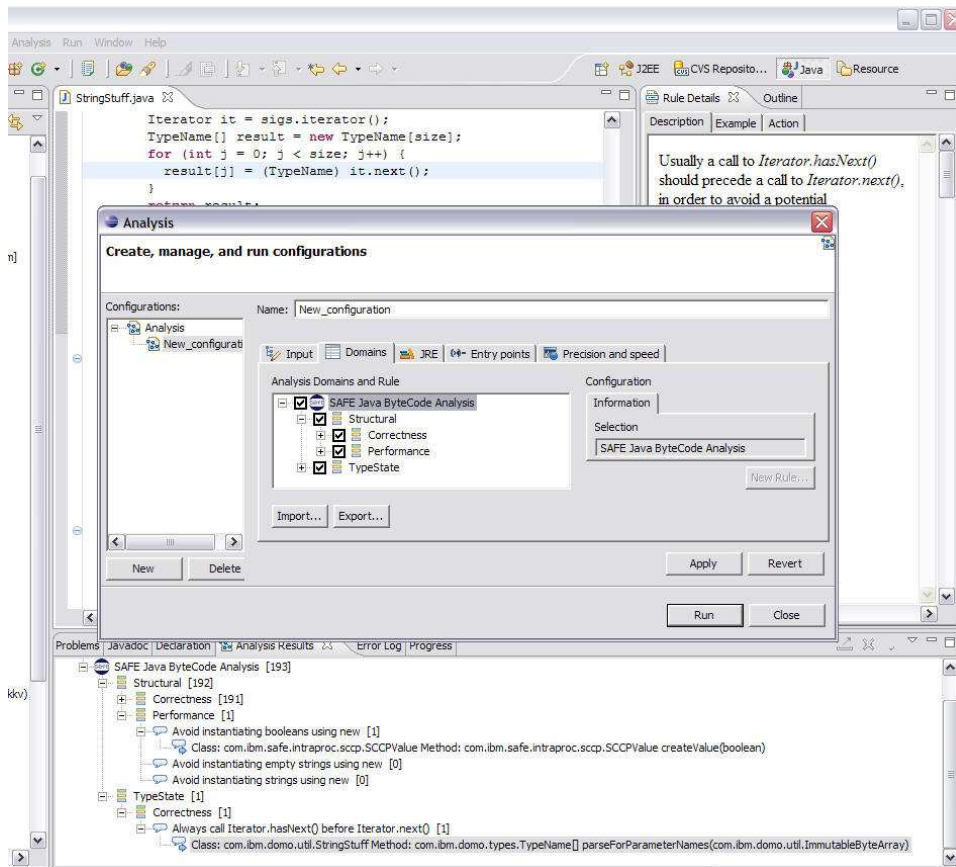 Analysis Run Window Help
J2EE CVS Reposito... Java Resource
StringStuff.java
Rule Details Outline
Iterator it = sigs.iterator();
TypeName[] result = new TypeName[size];
for (int j = 0; j < size; j++) {
result[j] = (TypeName) it.next();
}
return result;
Description Example Action
Usually a call to Iterator.hasNext()
should precede a call to Iterator.next(),
in order to avoid a potential
n]
Analysis
Create, manage, and run configurations
Configurations:
Analysis
New_configurati
Name: New_configuration
Input Domains JRE Entry points Precision and speed
Analysis Domains and Rule
SAFE Java ByteCode Analysis
Structural
Correctness
Performance
TypeState
Configuration
Information
Selection
SAFE Java ByteCode Analysis
New Rule...
Import... Export...
New Delete
Apply Revert
Run Close
Problems Javadoc Declaration Analysis Results Error Log Progress
kkv)
SAFE Java ByteCode Analysis [193]
Structural [192]
Correctness [191]
Performance [1]
Avoid instantiating booleans using new [1]
Class: com.ibm.safe.intraproc.sccp.SCCPValue Method: com.ibm.safe.intraproc.sccp.SCCPValue createValue(boolean)
Avoid instantiating empty strings using new [0]
Avoid instantiating strings using new [0]
TypeState [1]
Correctness [1]
Always call Iterator.hasNext() before Iterator.next() [1]
Class: com.ibm.domo.util.StringStuff Method: com.ibm.domo.types.TypeName[] parseForParameterNames(com.ibm.domo.util.ImmutableByteArray)